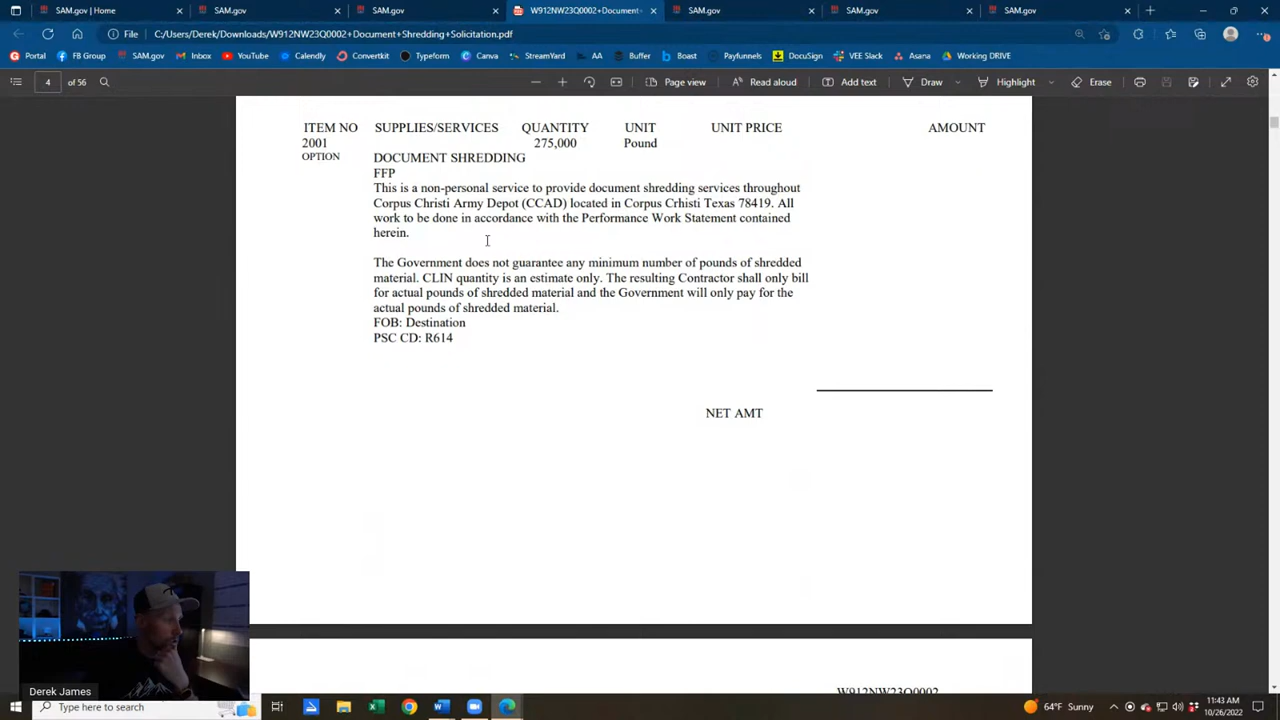 SAM.gov | Home
SAM.gov
SAM.gov
W912NW23Q0002+Document
SAM.gov
SAM.gov
SAM.gov
File
C:/Users/Derek/Downloads/W912NW23Q0002+Document+Shredding+Solicitation.pdf
Portal
FB Group
SAM.gov
Inbox
YouTube
Calendly
Convertkit
Typeform
Canva
StreamYard
AA
Buffer
Boast
Payfunnels
DocuSign
VEE Slack
Asana
Working DRIVE
4 of 56
Page view
Read aloud
Add text
Draw
Highlight
Erase
ITEM NO SUPPLIES/SERVICES QUANTITY UNIT UNIT PRICE AMOUNT
2001 275,000 Pound
OPTION DOCUMENT SHREDDING
FFP
This is a non-personal service to provide document shredding services throughout
Corpus Christi Army Depot (CCAD) located in Corpus Crhisti Texas 78419. All
work to be done in accordance with the Performance Work Statement contained
herein.
The Government does not guarantee any minimum number of pounds of shredded
material. CLIN quantity is an estimate only. The resulting Contractor shall only bill
for actual pounds of shredded material and the Government will only pay for the
actual pounds of shredded material.
FOB: Destination
PSC CD: R614
NET AMT
W912NW23Q0002
Derek James
Type here to search
64°F Sunny
11:43 AM
10/26/2022